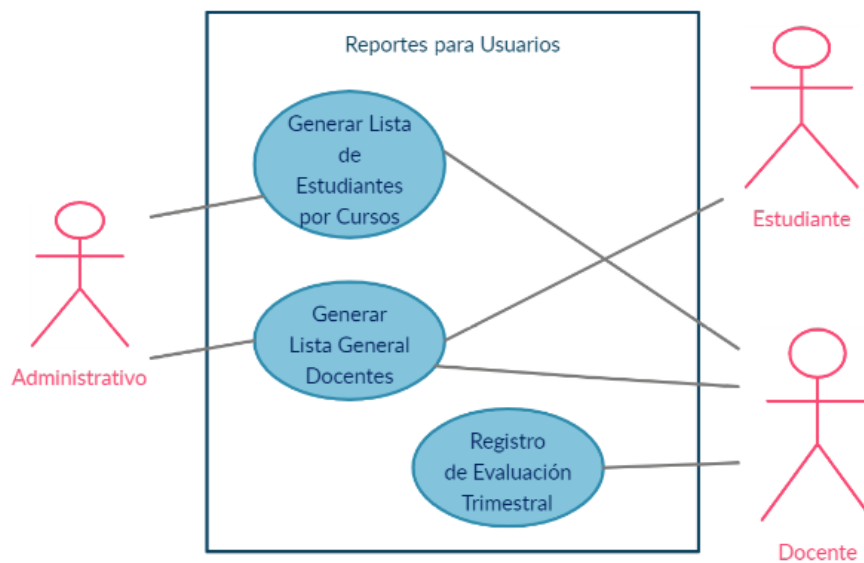 Reportes para Usuarios
Generar Lista
de
Estudiantes
por Cursos
Estudiante
Generar
Lista General
Docentes
Administrativo
Registro
de Evaluación
Trimestral
Docente